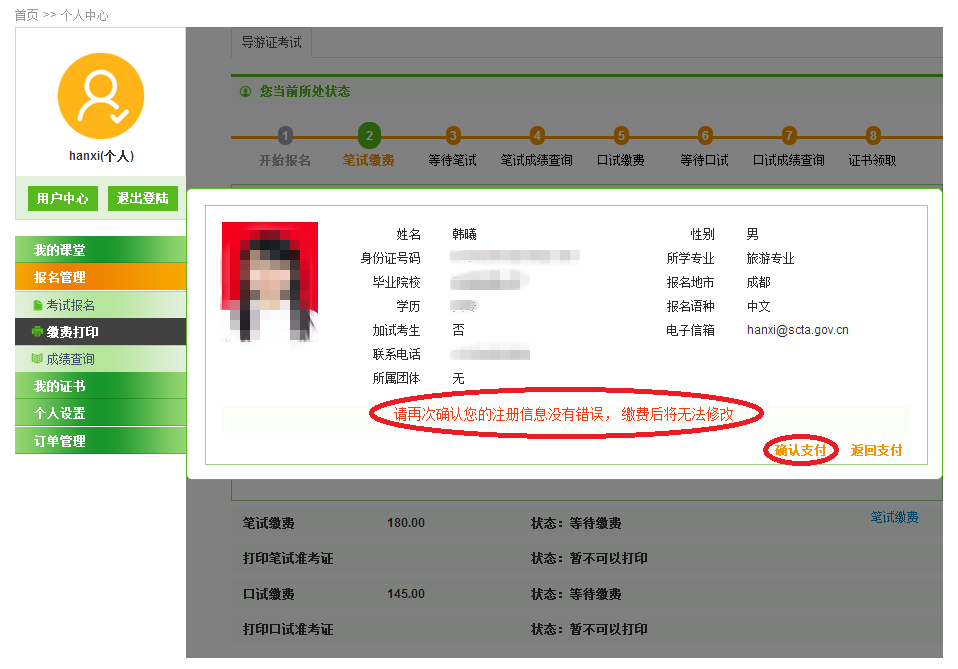 首页 >> 个人中心
hanxi(个人)
用户中心 退出登陆
我的课堂
报名管理
考试报名
缴费打印
成绩查询
我的证书
个人设置
订单管理
导游证考试
您当前所处状态
1 2 3 4 5 6 7 8
开始报名 笔试缴费 等待笔试 笔试成绩查询 口试缴费 等待口试 口试成绩查询 证书领取
姓名 韩曦 性别 男
身份证号码 所学专业 旅游专业
毕业院校 报名地市 成都
学历 报名语种 中文
加试考生 否 电子信箱 hanxi@scta.gov.cn
联系电话
所属团体 无
请再次确认您的注册信息没有错误，缴费后将无法修改
确认支付 返回支付
笔试缴费 180.00 状态：等待缴费 笔试缴费
打印笔试准考证 状态：暂不可以打印
口试缴费 145.00 状态：等待缴费
打印口试准考证 状态：暂不可以打印